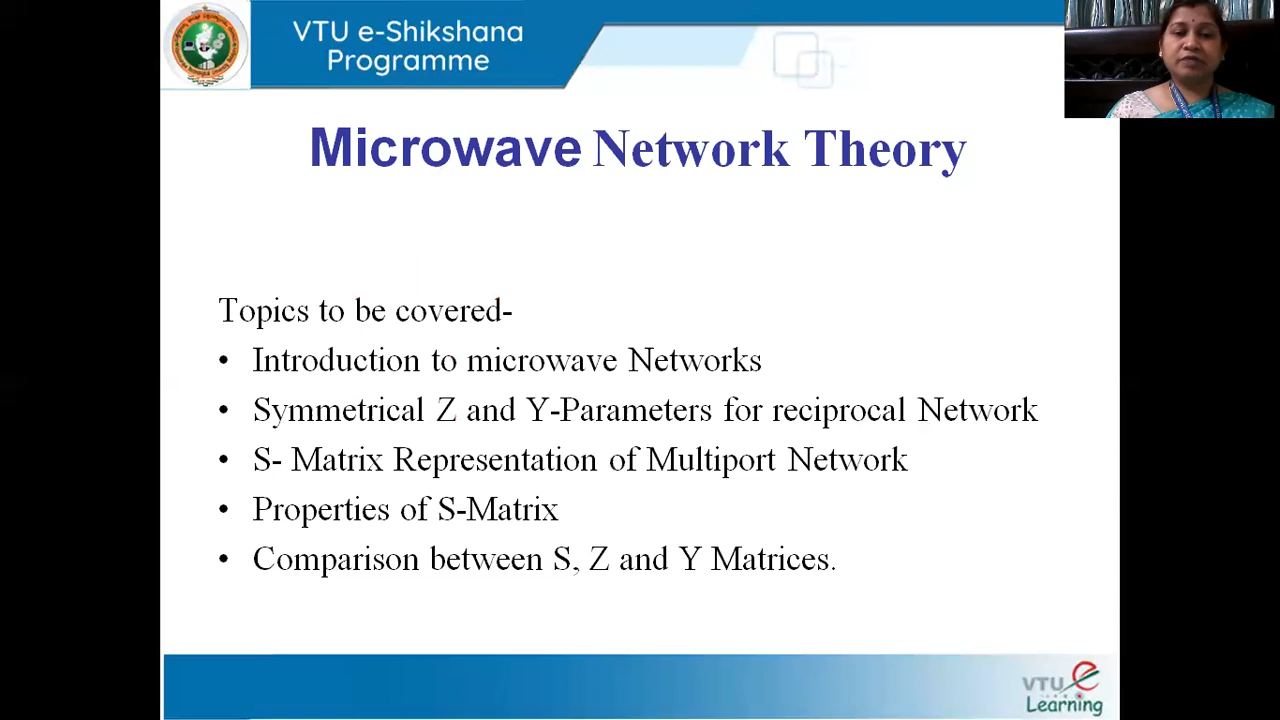 VTU e-Shikshana
Programme
Microwave Network Theory
Topics to be covered-
• Introduction to microwave Networks
• Symmetrical Z and Y-Parameters for reciprocal Network
• S- Matrix Representation of Multiport Network
• Properties of S-Matrix
• Comparison between S, Z and Y Matrices.
VTU e
Learning